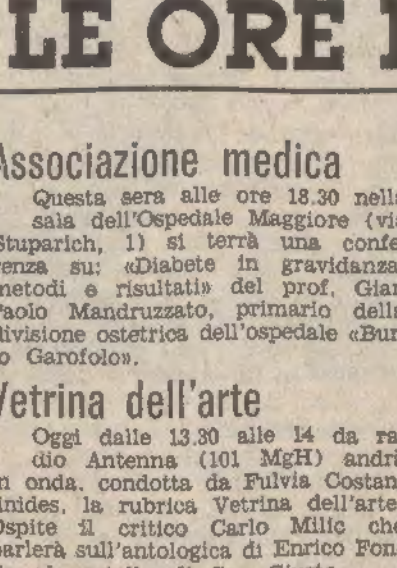 LE ORE
Associazione medica
Questa sera alle ore 18.30 nella
sala dell'Ospedale Maggiore (via
Stuparich, 1) si terrà una confe
renza su: «Diabete in gravidanza,
metodi e risultati» del prof. Gian
Paolo Mandruzzato, primario della
divisione ostetrica dell'ospedale «Bur
lo Garofolo».
Vetrina dell'arte
Oggi dalle 13.30 alle 14 da ra
dio Antenna (101 MgH) andrà
in onda, condotta da Fulvia Costan
tinides, la rubrica Vetrina dell'arte.
Ospite il critico Carlo Milic che
parlerà sull'antologica di Enrico Fon